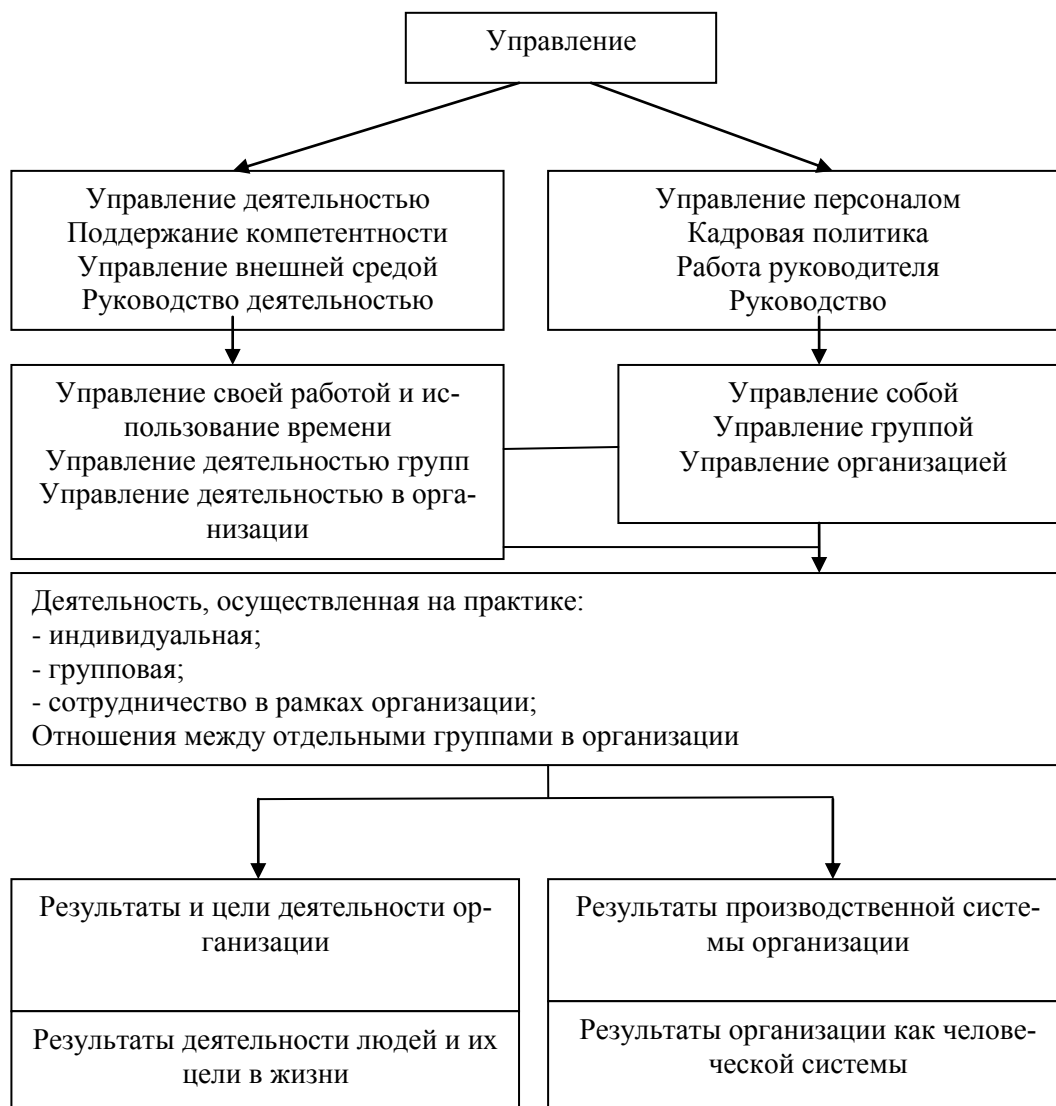 Управление
Управление деятельностью
Поддержание компетентности
Управление внешней средой
Руководство деятельностью
Управление персоналом
Кадровая политика
Работа руководителя
Руководство
Управление своей работой и ис-
пользование времени
Управление деятельностью групп
Управление деятельностью в орга-
низации
Управление собой
Управление группой
Управление организацией
Деятельность, осуществленная на практике:
- индивидуальная;
- групповая;
- сотрудничество в рамках организации;
Отношения между отдельными группами в организации
Результаты и цели деятельности ор-
ганизации
Результаты деятельности людей и их
цели в жизни
Результаты производственной систе-
мы организации
Результаты организации как челове-
ческой системы